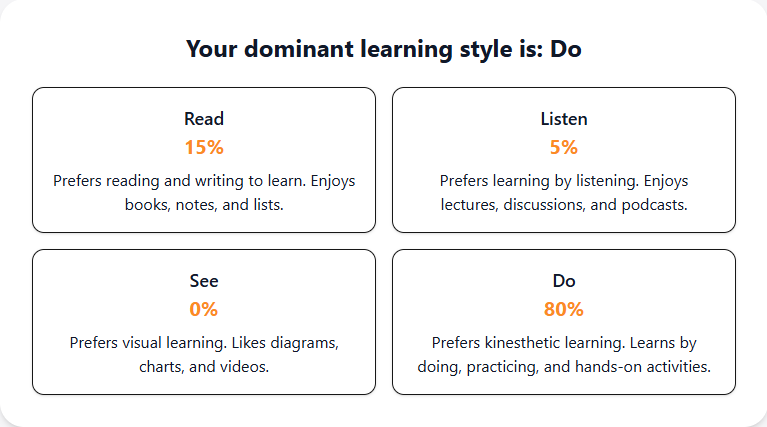 Your dominant learning style is: Do
Read
15%
Prefers reading and writing to learn. Enjoys
books, notes, and lists.
Listen
5%
Prefers learning by listening. Enjoys
lectures, discussions, and podcasts.
See
0%
Prefers visual learning. Likes diagrams,
charts, and videos.
Do
80%
Prefers kinesthetic learning. Learns by
doing, practicing, and hands-on activities.